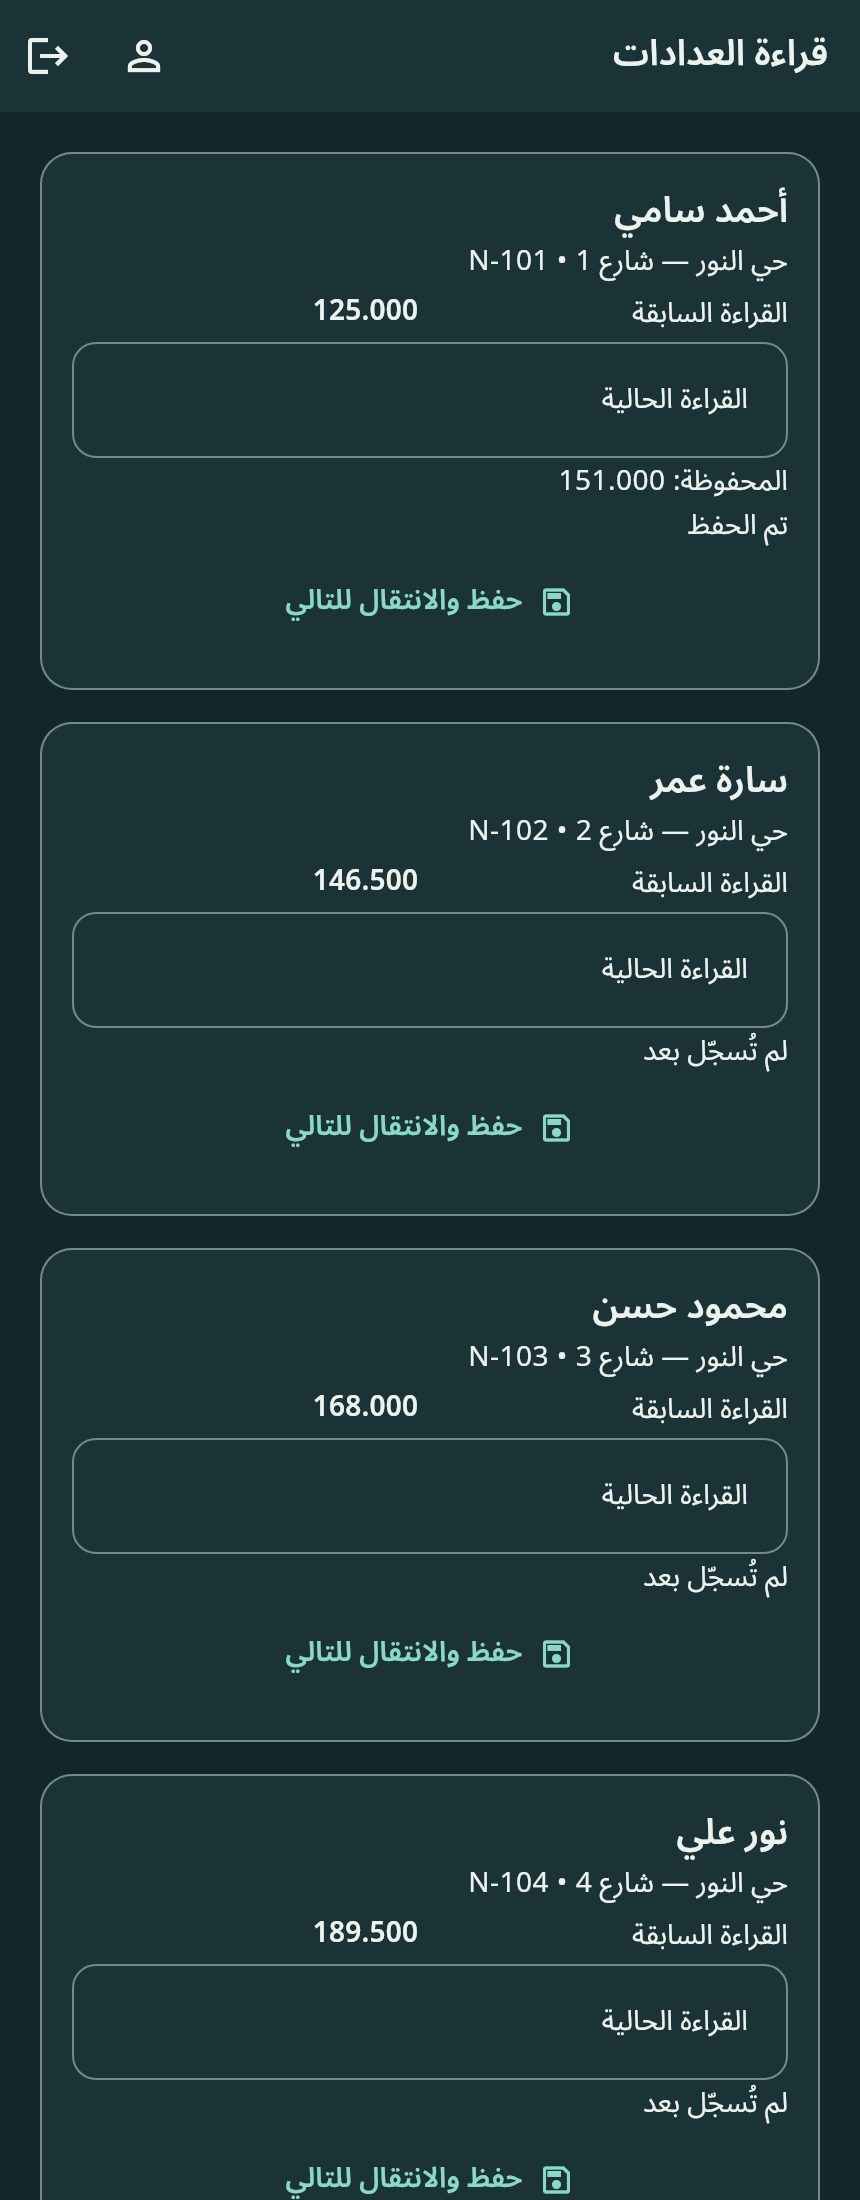 قراءة العدادات
أحمد سامي
حي النور — شارع 1 • N-101
القراءة السابقة 125.000
القراءة الحالية
المحفوظة: 151.000
تم الحفظ
حفظ والانتقال للتالي
سارة عمر
حي النور — شارع 2 • N-102
القراءة السابقة 146.500
القراءة الحالية
لم تُسجّل بعد
حفظ والانتقال للتالي
محمود حسن
حي النور — شارع 3 • N-103
القراءة السابقة 168.000
القراءة الحالية
لم تُسجّل بعد
حفظ والانتقال للتالي
نور علي
حي النور — شارع 4 • N-104
القراءة السابقة 189.500
القراءة الحالية
لم تُسجّل بعد
حفظ والانتقال للتالي